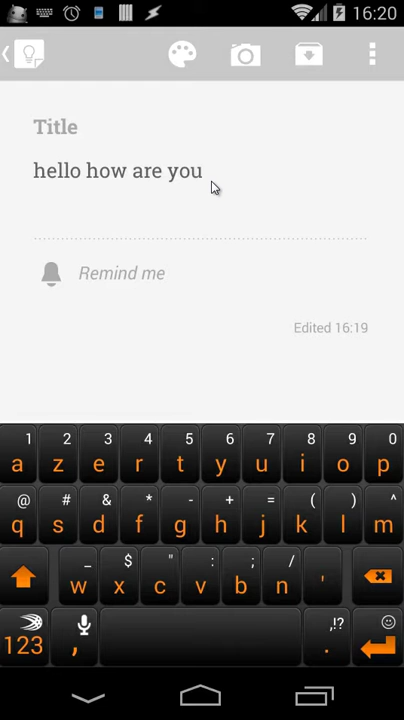 16:20
Title
hello how are you
Remind me
Edited 16:19
1 2 3 4 5 6 7 8 9 0
a z e r t y u i o p
@ # & * - + = ( ) ^
q s d f g h j k l m
_ $ " : ; /
w x c v b n '
,!?
123 , .